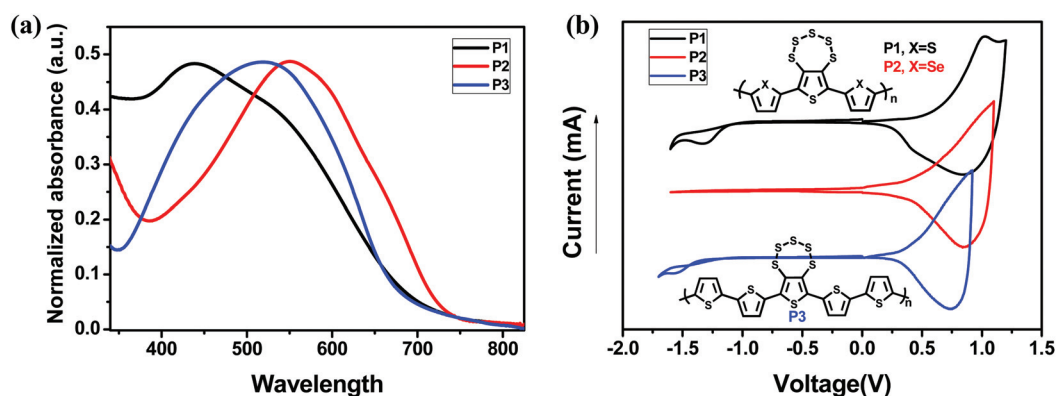 (a)
Normalized absorbance (a.u.)
0.5
0.4
0.3
0.2
0.1
0.0
P1
P2
P3
400 500 600 700 800
Wavelength
(b)
Current (mA)
P1
P2
P3
S S S
S S
X S X
n
P1, X=S
P2, X=Se
S S S
S S
S S S S S
n
P3
-2.0 -1.5 -1.0 -0.5 0.0 0.5 1.0 1.5
Voltage(V)